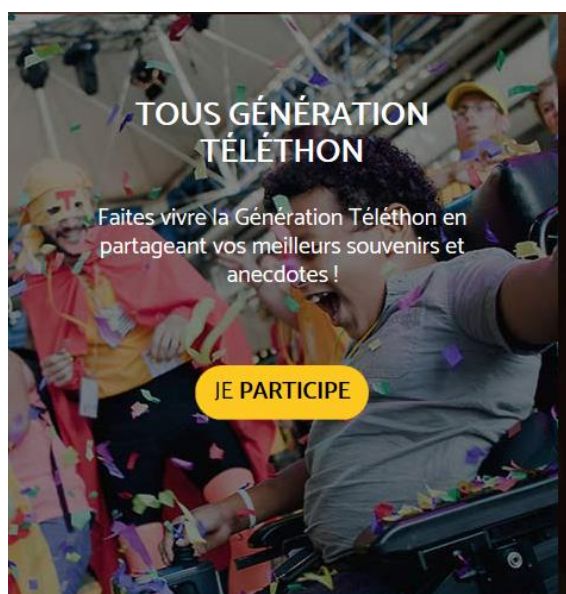 TOUS GÉNÉRATION
TÉLÉTHON
Faites vivre la Génération Téléthon en
partageant vos meilleurs souvenirs et
anecdotes !
JE PARTICIPE
T